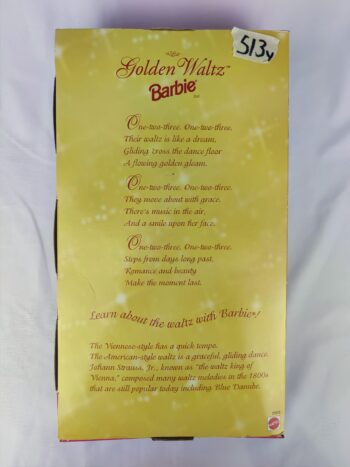 513y
Golden Waltz™
Barbie
One-two-three. One-two-three.
Their waltz is like a dream,
Gliding 'cross the dance floor
A flowing golden gleam.
One-two-three. One-two-three.
They move about with grace.
There's music in the air.
And a smile upon her face.
One-two-three. One-two-three.
Steps from days long past,
Romance and beauty
Make the moment last.
Learn about the waltz with Barbie®!
The Viennese-style has a quick tempo.
The American-style waltz is a graceful, gliding dance.
Johann Strauss, Jr., known as "the waltz king of
Vienna," composed many waltz melodies in the 1800s
that are still popular today including Blue Danube.